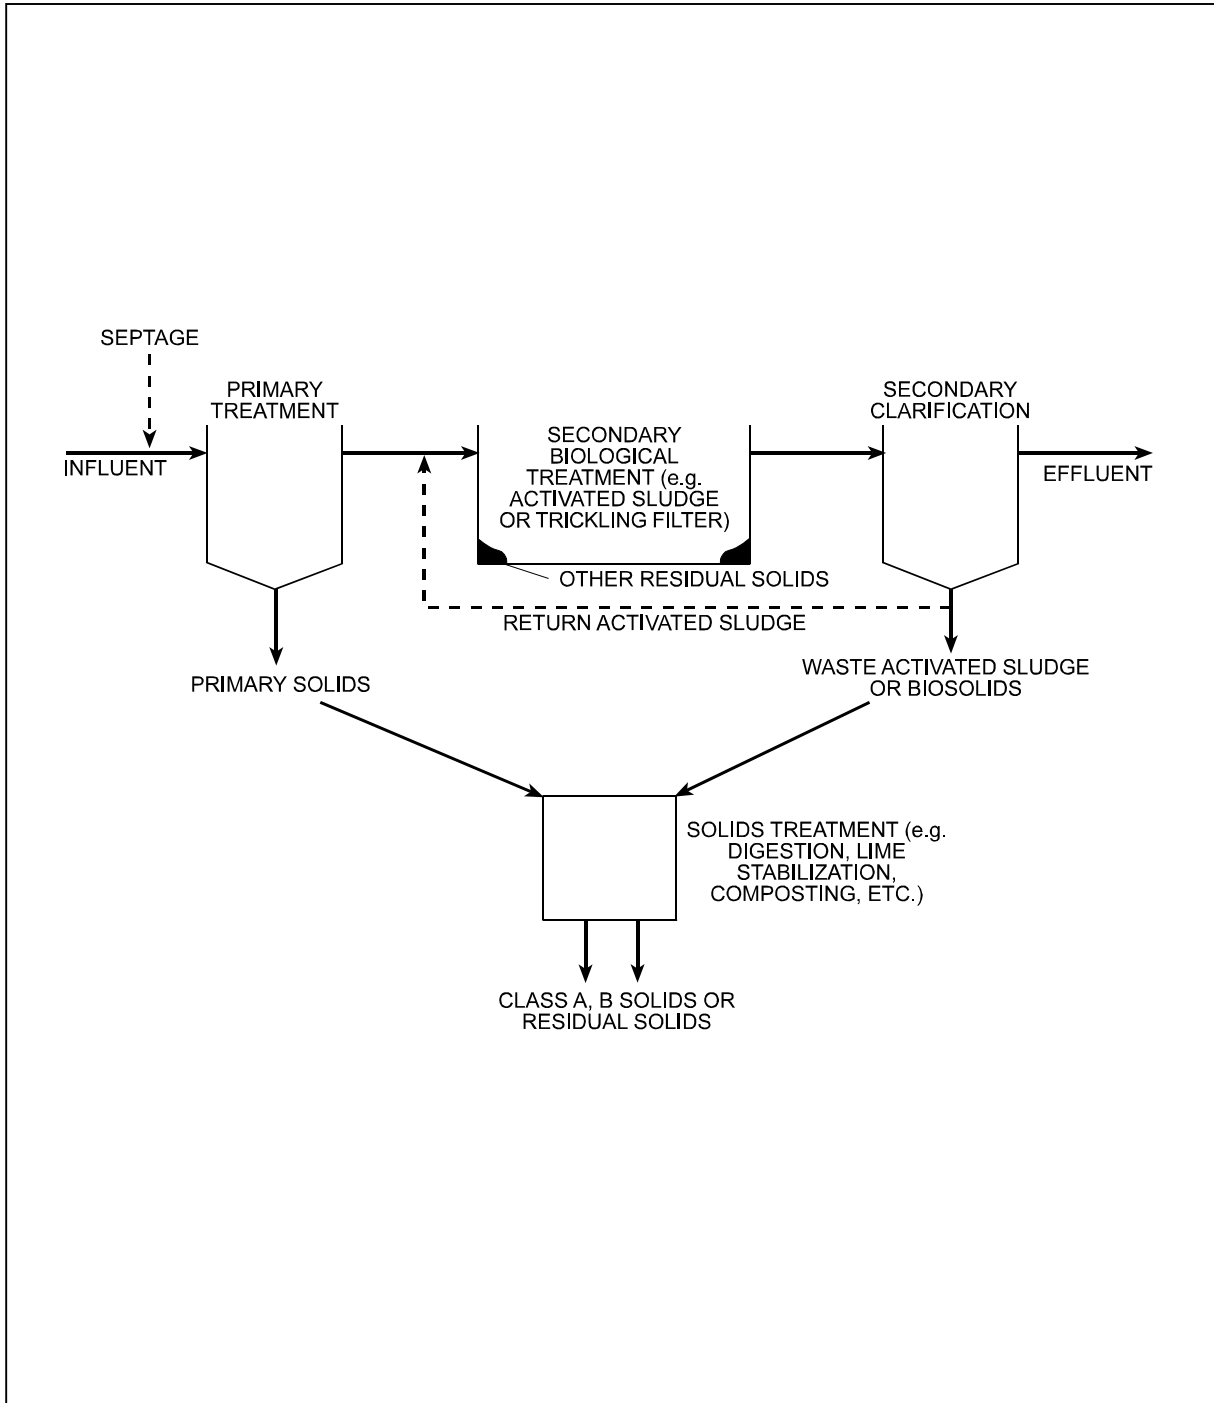 SEPTAGE
PRIMARY
TREATMENT
SECONDARY
CLARIFICATION
INFLUENT
SECONDARY
BIOLOGICAL
TREATMENT (e.g.
ACTIVATED SLUDGE
OR TRICKLING FILTER)
EFFLUENT
OTHER RESIDUAL SOLIDS
RETURN ACTIVATED SLUDGE
PRIMARY SOLIDS
WASTE ACTIVATED SLUDGE
OR BIOSOLIDS
SOLIDS TREATMENT (e.g.
DIGESTION, LIME
STABILIZATION,
COMPOSTING, ETC.)
CLASS A, B SOLIDS OR
RESIDUAL SOLIDS